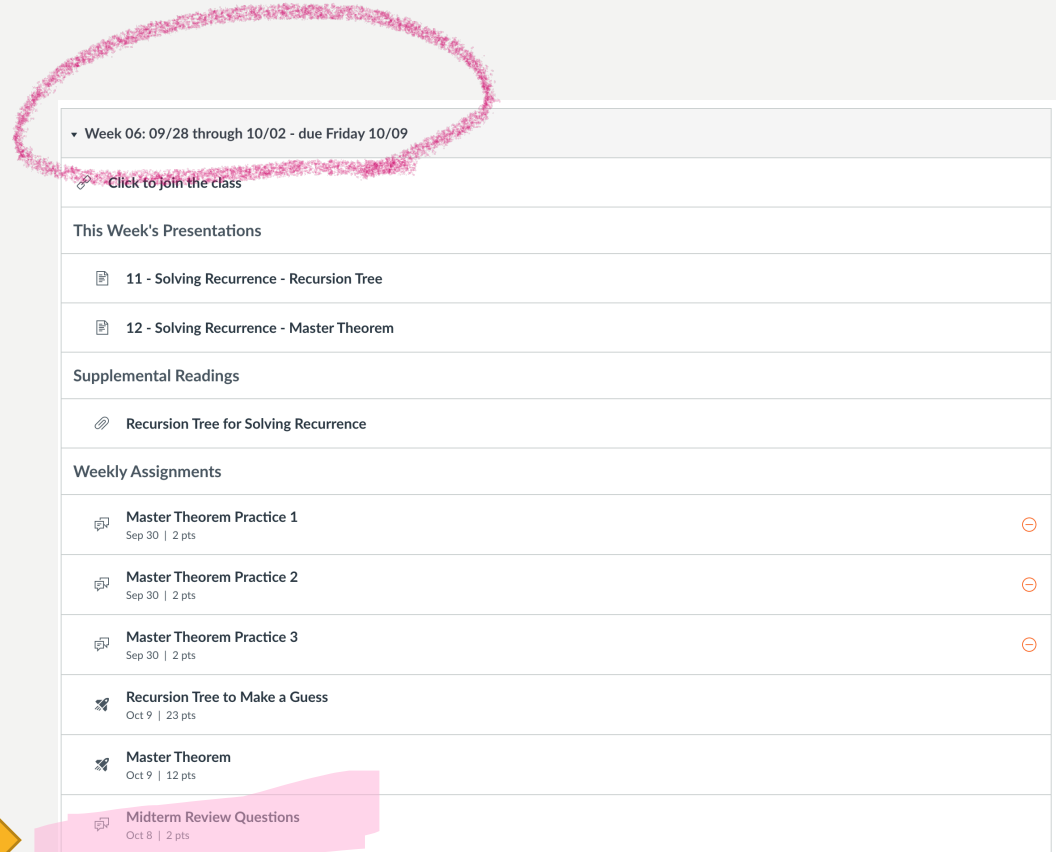 Week 06: 09/28 through 10/02 - due Friday 10/09
Click to join the class
This Week's Presentations
11 - Solving Recurrence - Recursion Tree
12 - Solving Recurrence - Master Theorem
Supplemental Readings
Recursion Tree for Solving Recurrence
Weekly Assignments
Master Theorem Practice 1
Sep 30 | 2 pts
Master Theorem Practice 2
Sep 30 | 2 pts
Master Theorem Practice 3
Sep 30 | 2 pts
Recursion Tree to Make a Guess
Oct 9 | 23 pts
Master Theorem
Oct 9 | 12 pts
Midterm Review Questions
Oct 8 | 2 pts